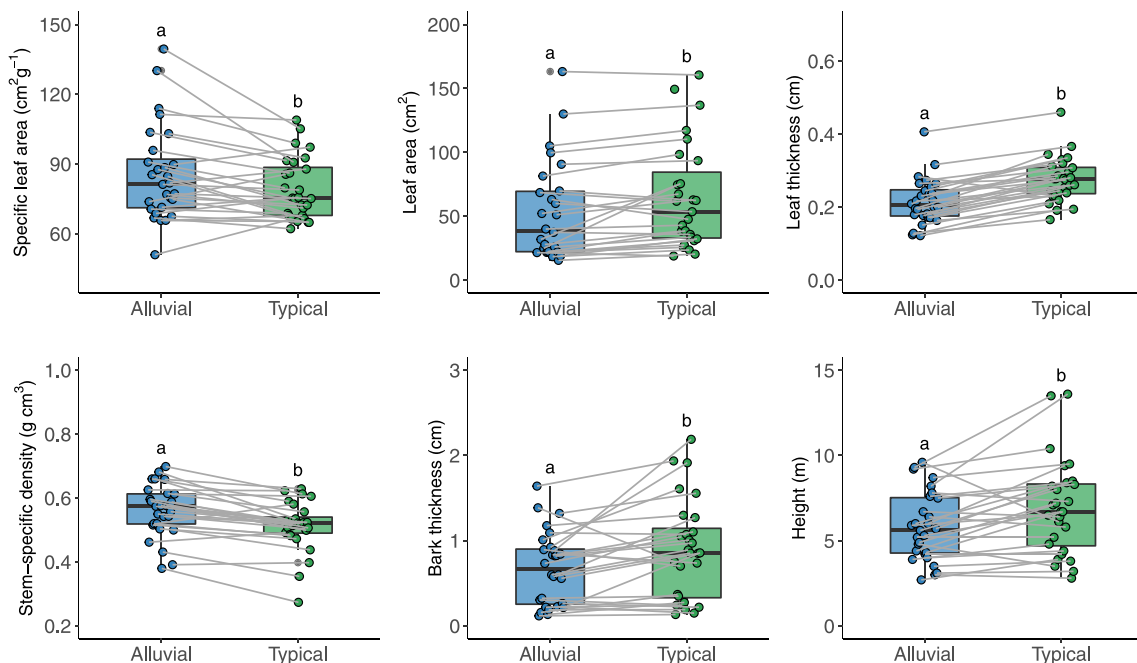 Specific leaf area (cm² g⁻¹)
150
120
90
60
a
b
Alluvial
Typical
Leaf area (cm²)
200
150
100
50
0
a
b
Alluvial
Typical
Leaf thickness (cm)
0.6
0.4
0.2
0.0
a
b
Alluvial
Typical
Stem−specific density (g cm³)
1.0
0.8
0.6
0.4
0.2
a
b
Alluvial
Typical
Bark thickness (cm)
3
2
1
0
a
b
Alluvial
Typical
Height (m)
15
10
5
0
a
b
Alluvial
Typical